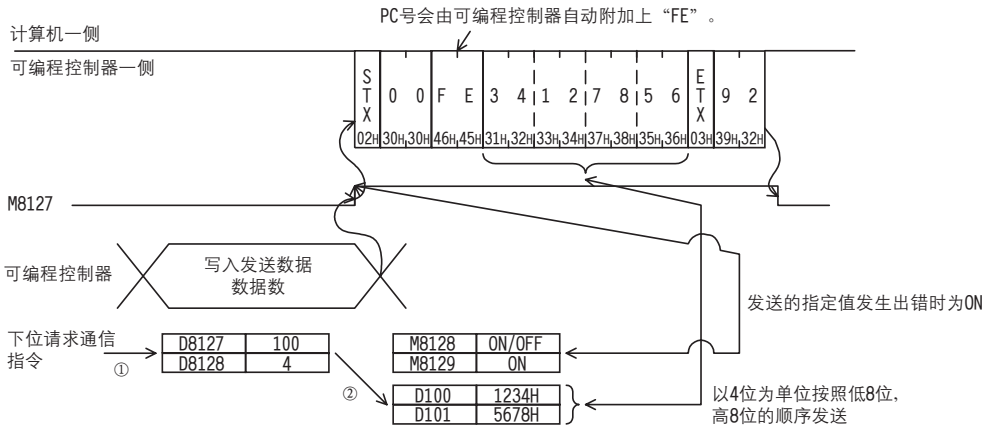 PC号会由可编程控制器自动附加上“FE”。
计算机一侧
可编程控制器一侧
STX 0 0 F E 3 4 1 2 7 8 5 6 ETX 9 2
02H 30H,30H 46H,45H 31H,32H 33H,34H 37H,38H 35H,36H 03H 39H,32H
M8127
可编程控制器
写入发送数据
数据数
发送的指定值发生出错时为ON
下位请求通信
指令
①
D8127 100
D8128 4
M8128 ON/OFF
M8129 ON
②
D100 1234H
D101 5678H
以4位为单位按照低8位,
高8位的顺序发送